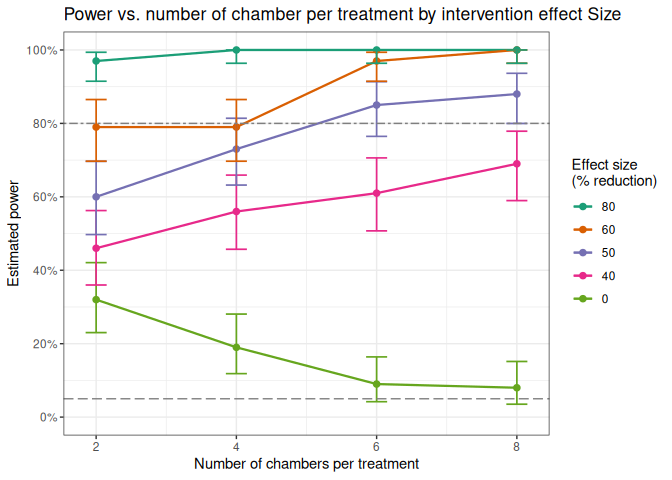 Power vs. number of chamber per treatment by intervention effect Size
100%
80%
60%
40%
20%
0%
Estimated power
2 4 6 8
Number of chambers per treatment
Effect size
(% reduction)
80
60
50
40
0